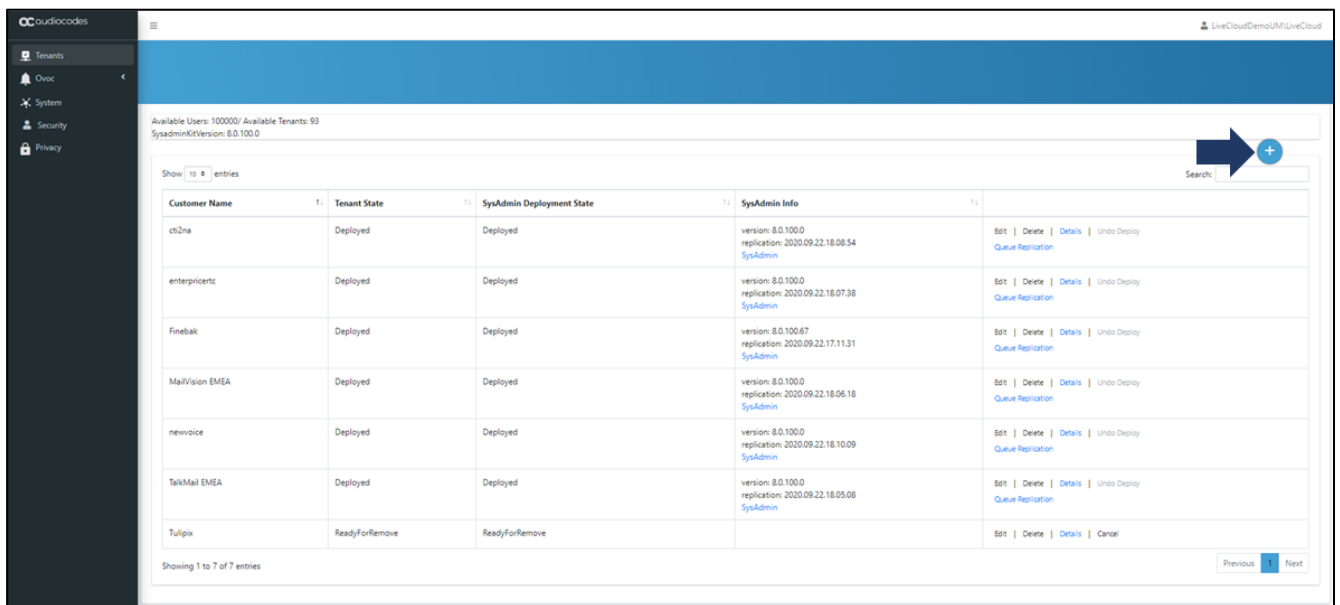 audiocodes
LiveCloudDemoUM\LiveCloud
Tenants
Ovoc
System
Security
Privacy
Available Users: 100000/ Available Tenants: 93
SysadminKitVersion: 8.0.100.0
+
Show 10 entries
Search:
Customer Name Tenant State SysAdmin Deployment State SysAdmin Info
cti2na Deployed Deployed version: 8.0.100.0 Edit | Delete | Details | Undo Deploy
replication: 2020.09.22.18.08.54 Queue Replication
SysAdmin
enterpricertc Deployed Deployed version: 8.0.100.0 Edit | Delete | Details | Undo Deploy
replication: 2020.09.22.18.07.38 Queue Replication
SysAdmin
Finebak Deployed Deployed version: 8.0.100.67 Edit | Delete | Details | Undo Deploy
replication: 2020.09.22.17.11.31 Queue Replication
SysAdmin
MailVision EMEA Deployed Deployed version: 8.0.100.0 Edit | Delete | Details | Undo Deploy
replication: 2020.09.22.18.06.18 Queue Replication
SysAdmin
newvoice Deployed Deployed version: 8.0.100.0 Edit | Delete | Details | Undo Deploy
replication: 2020.09.22.18.10.09 Queue Replication
SysAdmin
TalkMail EMEA Deployed Deployed version: 8.0.100.0 Edit | Delete | Details | Undo Deploy
replication: 2020.09.22.18.05.08 Queue Replication
SysAdmin
Tulipix ReadyForRemove ReadyForRemove Edit | Delete | Details | Cancel
Showing 1 to 7 of 7 entries
Previous 1 Next